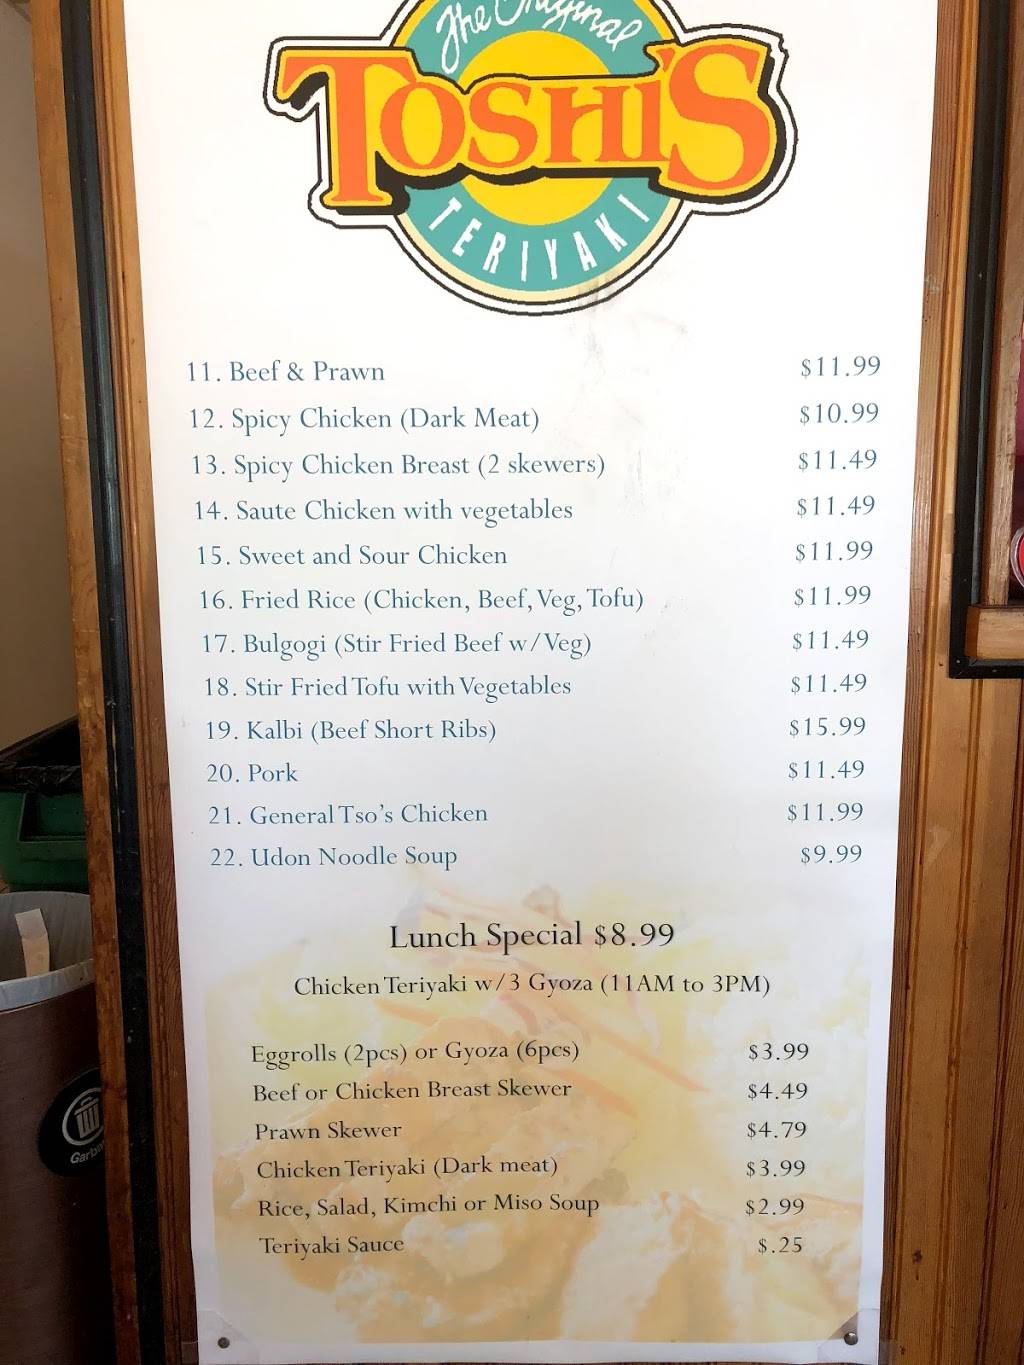 The Original
TOSHI'S
TERIYAKI
11. Beef & Prawn $11.99
12. Spicy Chicken (Dark Meat) $10.99
13. Spicy Chicken Breast (2 skewers) $11.49
14. Saute Chicken with vegetables $11.49
15. Sweet and Sour Chicken $11.99
16. Fried Rice (Chicken, Beef, Veg, Tofu) $11.99
17. Bulgogi (Stir Fried Beef w/Veg) $11.49
18. Stir Fried Tofu with Vegetables $11.49
19. Kalbi (Beef Short Ribs) $15.99
20. Pork $11.49
21. General Tso's Chicken $11.99
22. Udon Noodle Soup $9.99
Lunch Special $8.99
Chicken Teriyaki w/3 Gyoza (11AM to 3PM)
Eggrolls (2pcs) or Gyoza (6pcs) $3.99
Beef or Chicken Breast Skewer $4.49
Prawn Skewer $4.79
Chicken Teriyaki (Dark meat) $3.99
Rice, Salad, Kimchi or Miso Soup $2.99
Teriyaki Sauce $.25